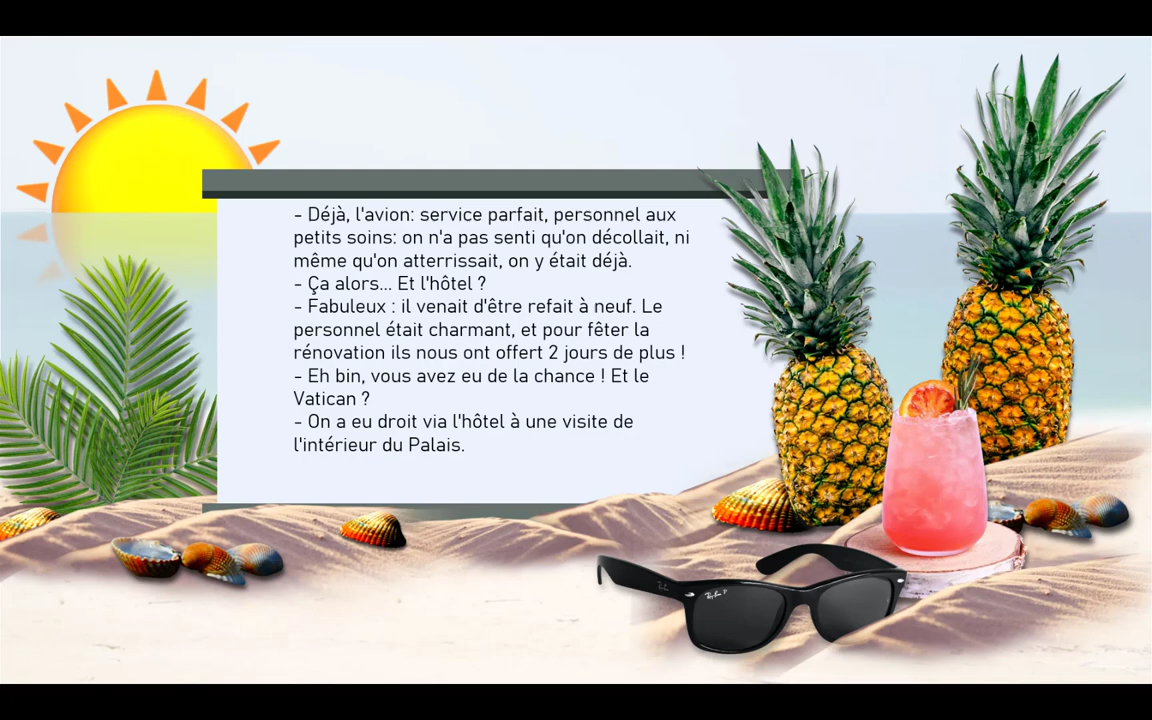 - Déjà, l'avion: service parfait, personnel aux
petits soins: on n'a pas senti qu'on décollait, ni
même qu'on atterrissait, on y était déjà.
- Ça alors... Et l'hôtel ?
- Fabuleux : il venait d'être refait à neuf. Le
personnel était charmant, et pour fêter la
rénovation ils nous ont offert 2 jours de plus !
- Eh bin, vous avez eu de la chance ! Et le
Vatican ?
- On a eu droit via l'hôtel à une visite de
l'intérieur du Palais.
Ray-Ban P